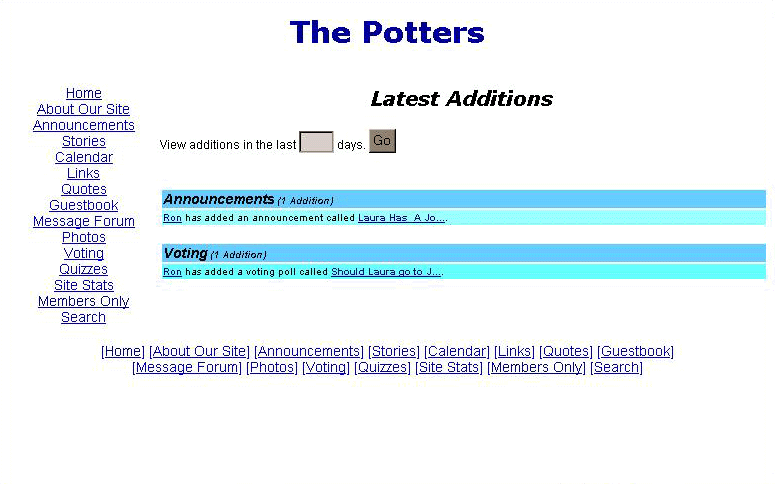 The Potters
Home
About Our Site
Announcements
Stories
Calendar
Links
Quotes
Guestbook
Message Forum
Photos
Voting
Quizzes
Site Stats
Members Only
Search
Latest Additions
View additions in the last days. Go
Announcements (1 Addition)
Ron has added an announcement called Laura Has A Jo....
Voting (1 Addition)
Ron has added a voting poll called Should Laura go to J....
[Home] [About Our Site] [Announcements] [Stories] [Calendar] [Links] [Quotes] [Guestbook]
[Message Forum] [Photos] [Voting] [Quizzes] [Site Stats] [Members Only] [Search]